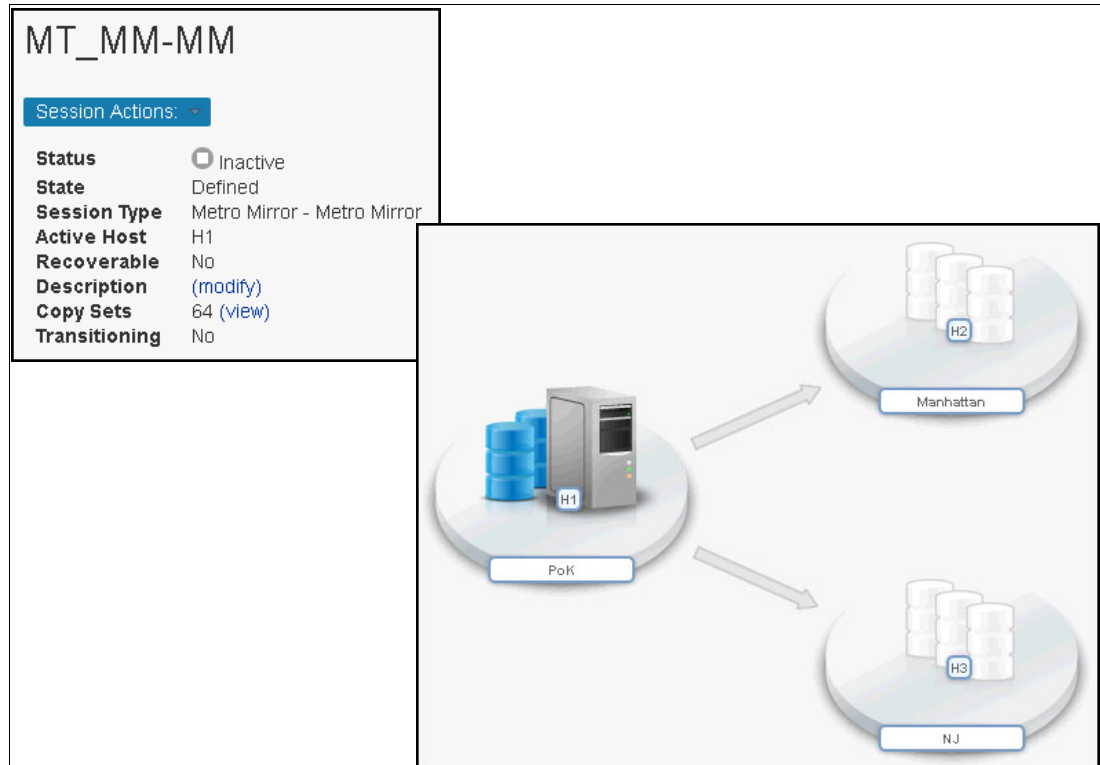 MT_MM-MM
Session Actions:
Status Inactive
State Defined
Session Type Metro Mirror - Metro Mirror
Active Host H1
Recoverable No
Description (modify)
Copy Sets 64 (view)
Transitioning No
H2
Manhattan
H1
PoK
H3
NJ